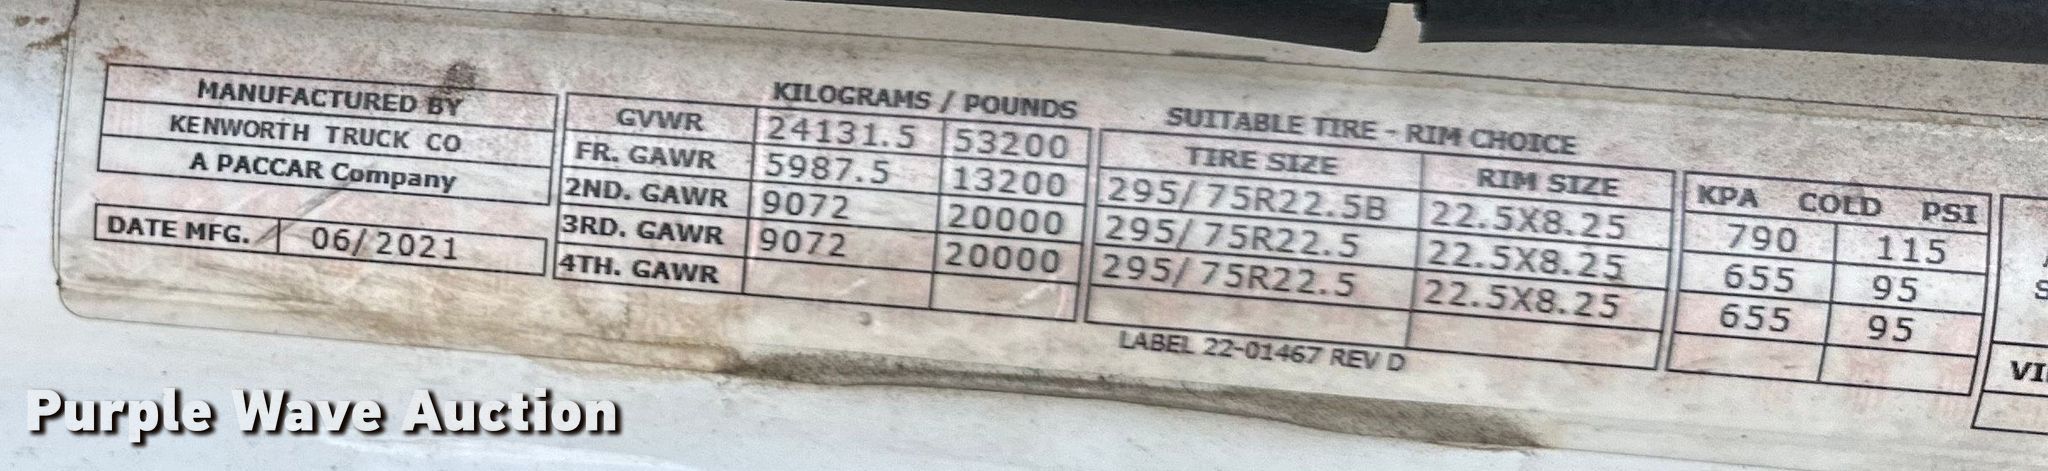 MANUFACTURED BY
KENWORTH TRUCK CO
A PACCAR Company
DATE MFG. 06/2021
KILOGRAMS / POUNDS
GVWR 24131.5 53200
FR. GAWR 5987.5 13200
2ND. GAWR 9072 20000
3RD. GAWR 9072 20000
4TH. GAWR
SUITABLE TIRE - RIM CHOICE
TIRE SIZE RIM SIZE
295/75R22.5B 22.5X8.25
295/75R22.5 22.5X8.25
295/75R22.5 22.5X8.25
KPA COLD PSI
790 115
655 95
655 95
LABEL 22-01467 REV D
Purple Wave Auction